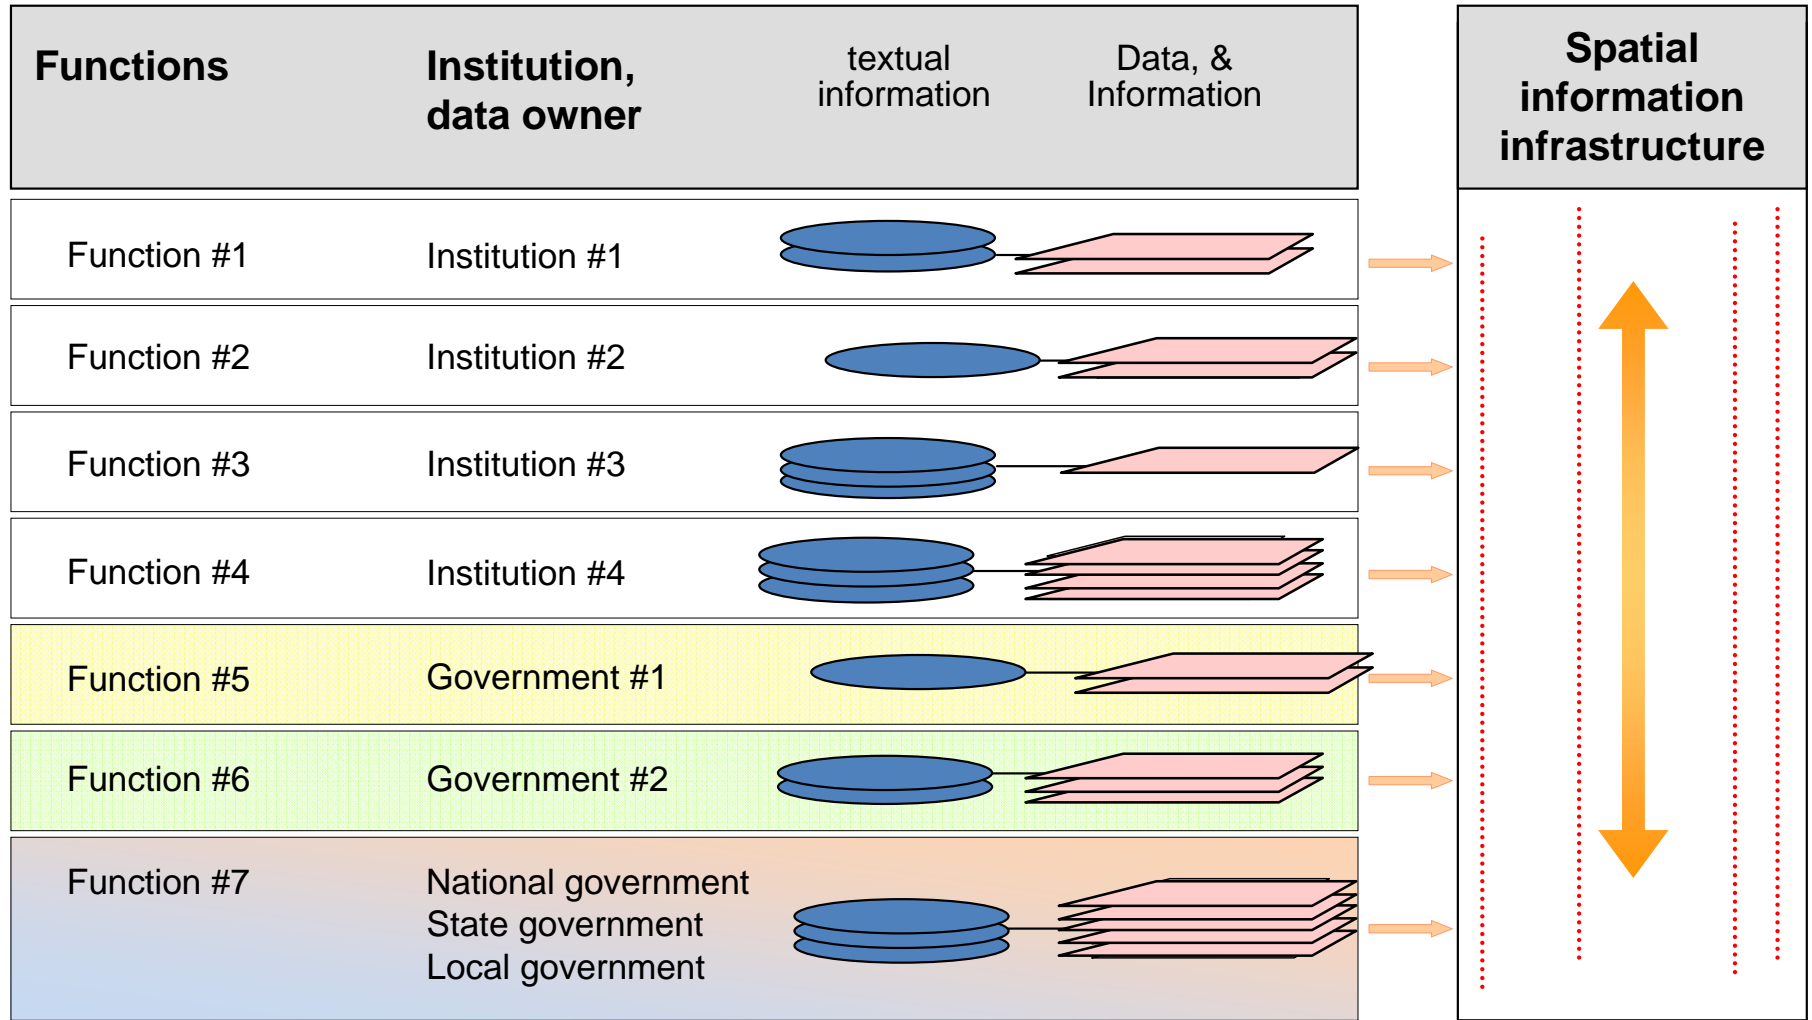 Functions
Institution,
data owner
textual
information
Data, &
Information
Spatial
information
infrastructure
Function #1
Institution #1
Function #2
Institution #2
Function #3
Institution #3
Function #4
Institution #4
Function #5
Government #1
Function #6
Government #2
Function #7
National government
State government
Local government